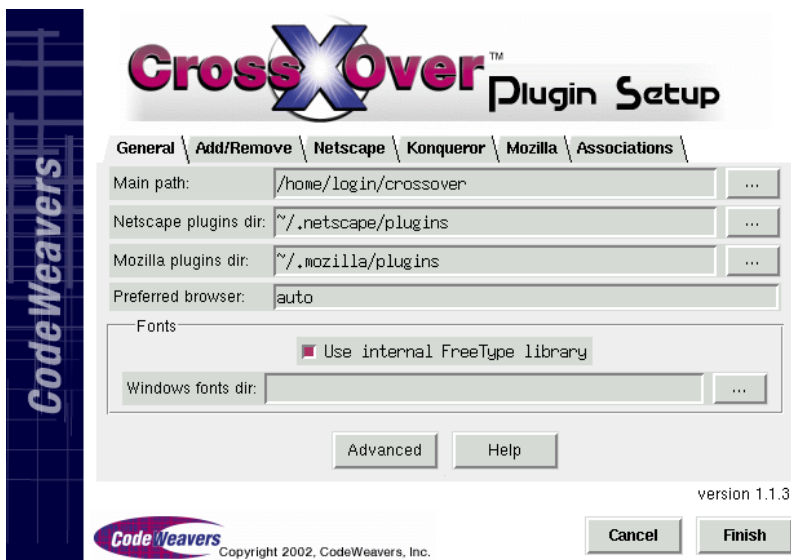 CodeWeavers
CrossOver™
Plugin Setup
General Add/Remove Netscape Konqueror Mozilla Associations
Main path: /home/login/crossover ...
Netscape plugins dir: ~/.netscape/plugins ...
Mozilla plugins dir: ~/.mozilla/plugins ...
Preferred browser: auto
Fonts
Use internal FreeType library
Windows fonts dir: ...
Advanced Help
version 1.1.3
CodeWeavers Copyright 2002, CodeWeavers, Inc.
Cancel Finish